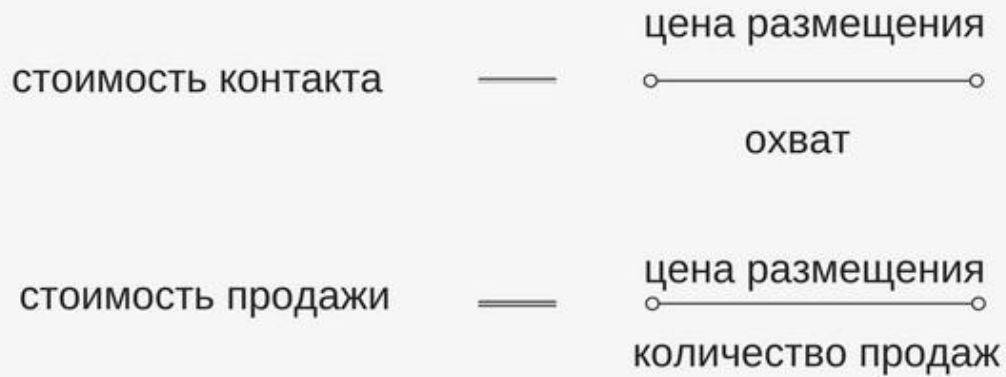 цена размещения
стоимость контакта
охват
цена размещения
стоимость продажи
количество продаж